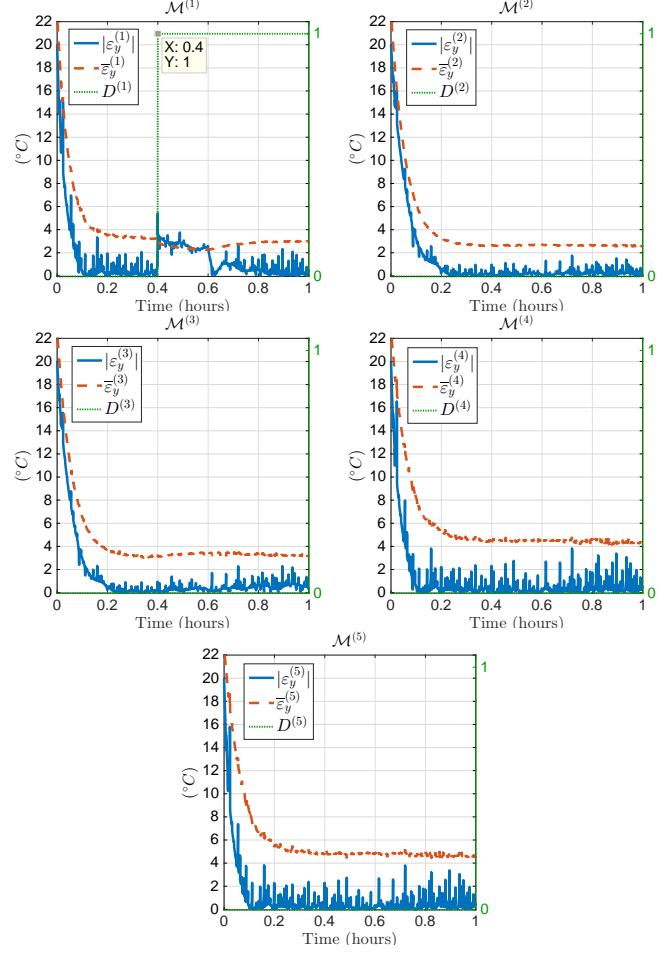 𝓜⁽¹⁾
|ε_y⁽¹⁾|
ε̅_y⁽¹⁾
D⁽¹⁾
X: 0.4
Y: 1
22
20
18
16
14
12
10
8
6
4
2
0
(°C)
1
0
0 0.2 0.4 0.6 0.8 1
Time (hours)
𝓜⁽²⁾
|ε_y⁽²⁾|
ε̅_y⁽²⁾
D⁽²⁾
22
20
18
16
14
12
10
8
6
4
2
0
(°C)
1
0
0 0.2 0.4 0.6 0.8 1
Time (hours)
𝓜⁽³⁾
|ε_y⁽³⁾|
ε̅_y⁽³⁾
D⁽³⁾
22
20
18
16
14
12
10
8
6
4
2
0
(°C)
1
0
0 0.2 0.4 0.6 0.8 1
Time (hours)
𝓜⁽⁴⁾
|ε_y⁽⁴⁾|
ε̅_y⁽⁴⁾
D⁽⁴⁾
22
20
18
16
14
12
10
8
6
4
2
0
(°C)
1
0
0 0.2 0.4 0.6 0.8 1
Time (hours)
𝓜⁽⁵⁾
|ε_y⁽⁵⁾|
ε̅_y⁽⁵⁾
D⁽⁵⁾
22
20
18
16
14
12
10
8
6
4
2
0
(°C)
1
0
0 0.2 0.4 0.6 0.8 1
Time (hours)